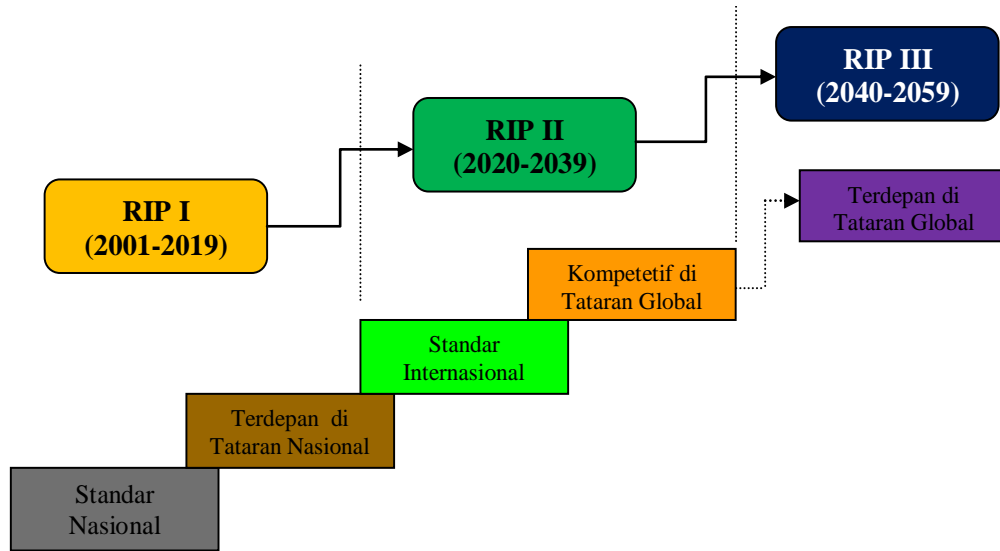 RIP III
(2040-2059)
RIP II
(2020-2039)
RIP I
(2001-2019)
Terdepan di
Tataran Global
Kompetetif di
Tataran Global
Standar
Internasional
Terdepan di
Tataran Nasional
Standar
Nasional